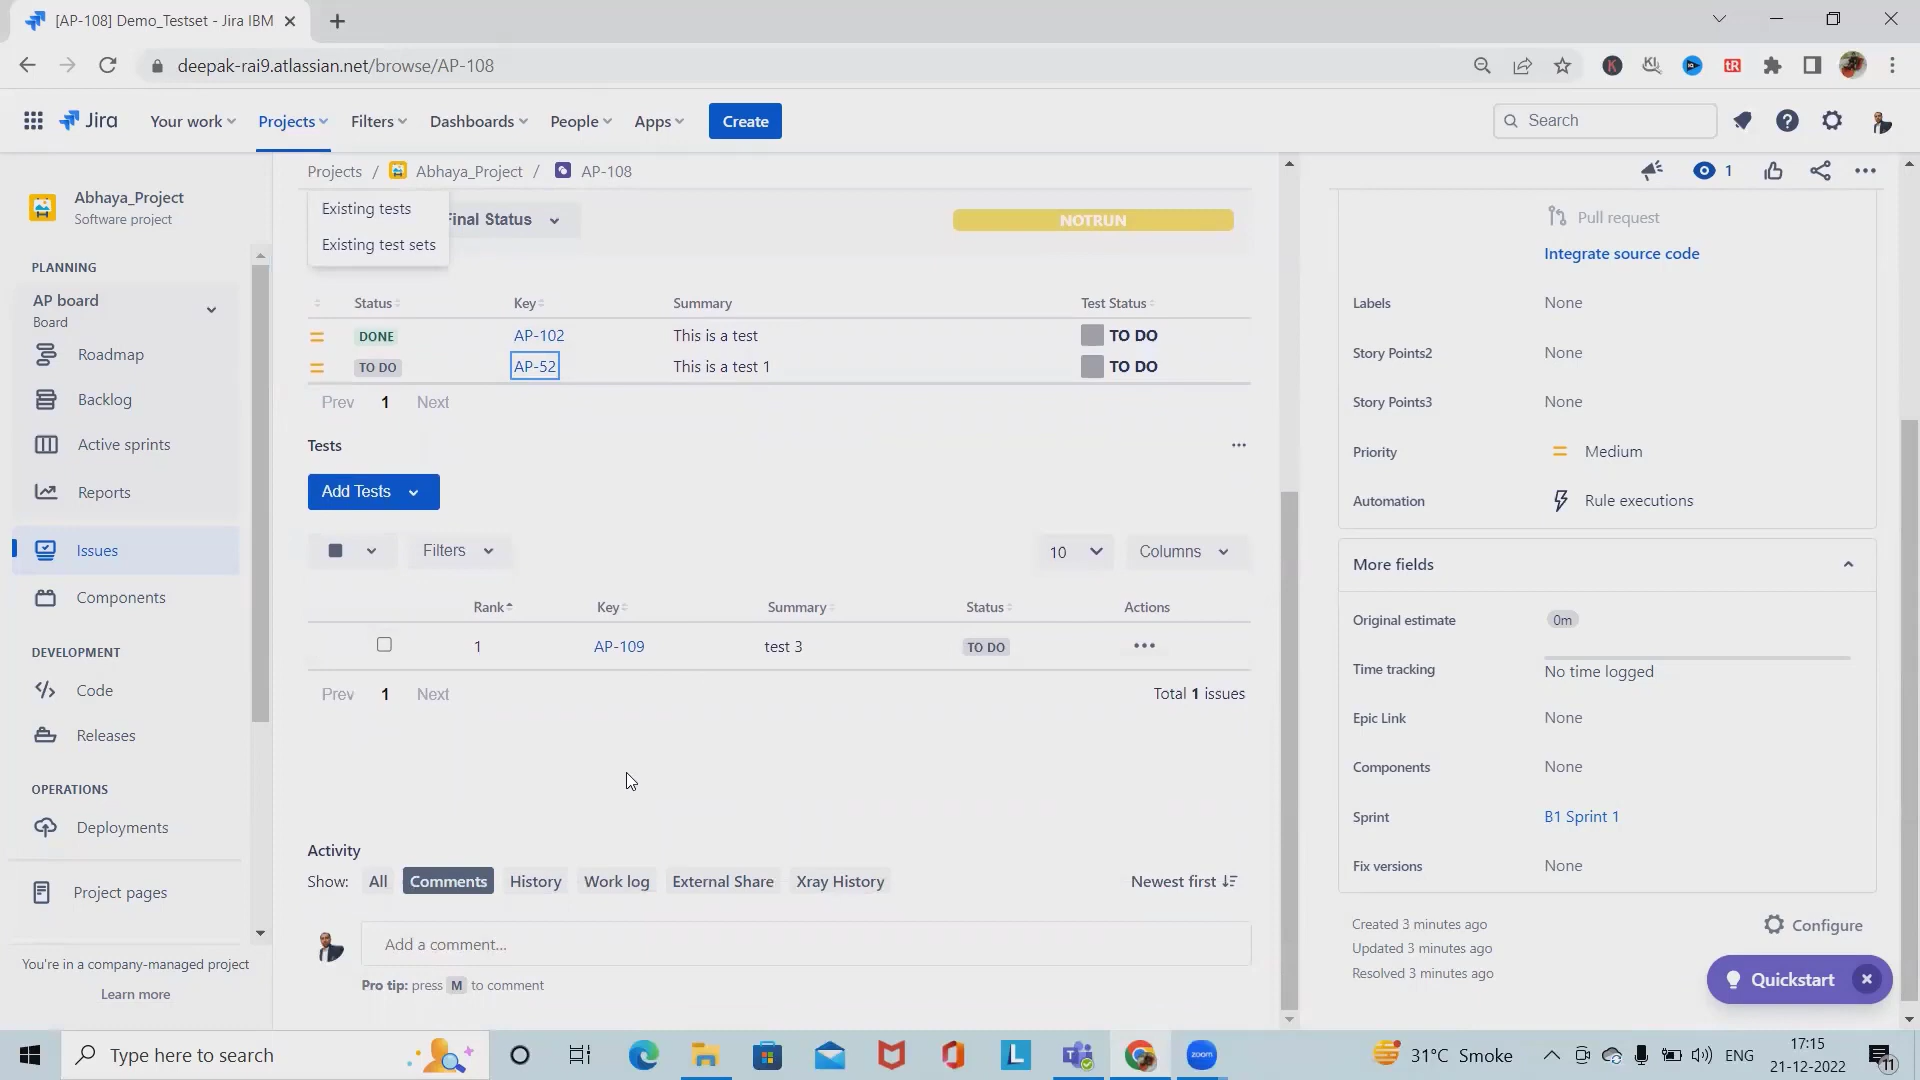 [AP-108] Demo_Testset - Jira IBM
deepak-rai9.atlassian.net/browse/AP-108
Jira
Your work
Projects
Filters
Dashboards
People
Apps
Create
Search
Abhaya_Project
Software project
PLANNING
AP board
Board
Roadmap
Backlog
Active sprints
Reports
Issues
Components
DEVELOPMENT
Code
Releases
OPERATIONS
Deployments
Project pages
You're in a company-managed project
Learn more
Projects / Abhaya_Project / AP-108
Existing tests
Existing test sets
Final Status
NOTRUN
Status Key Summary Test Status
DONE AP-102 This is a test TO DO
TO DO AP-52 This is a test 1 TO DO
Prev 1 Next
Tests
Add Tests
Filters
10
Columns
Rank Key Summary Status Actions
1 AP-109 test 3 TO DO
Prev 1 Next
Total 1 issues
Activity
Show: All Comments History Work log External Share Xray History
Newest first
Add a comment...
Pro tip: press M to comment
1
Pull request
Integrate source code
Labels None
Story Points2 None
Story Points3 None
Priority Medium
Automation Rule executions
More fields
Original estimate 0m
Time tracking No time logged
Epic Link None
Components None
Sprint B1 Sprint 1
Fix versions None
Created 3 minutes ago
Updated 3 minutes ago
Resolved 3 minutes ago
Configure
Quickstart
Type here to search
zoom
31°C Smoke
ENG
17:15
21-12-2022
11